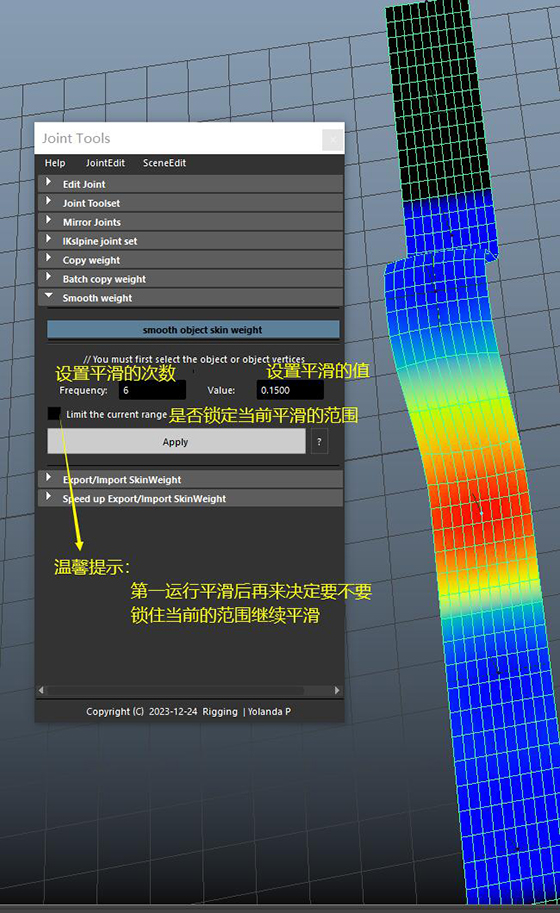 Joint Tools
Help JointEdit SceneEdit
Edit Joint
Joint Toolset
Mirror Joints
IKslpine joint set
Copy weight
Batch copy weight
Smooth weight
smooth object skin weight
// You must first select the object or object vertices
设置平滑的次数 设置平滑的值
Frequency: 6 Value: 0.1500
Limit the current range 是否锁定当前平滑的范围
Apply ?
Export/Import SkinWeight
Speed up Export/Import SkinWeight
温馨提示：
第一运行平滑后再来决定要不要
锁住当前的范围继续平滑
Copyright (C) 2023-12-24 Rigging | Yolanda P